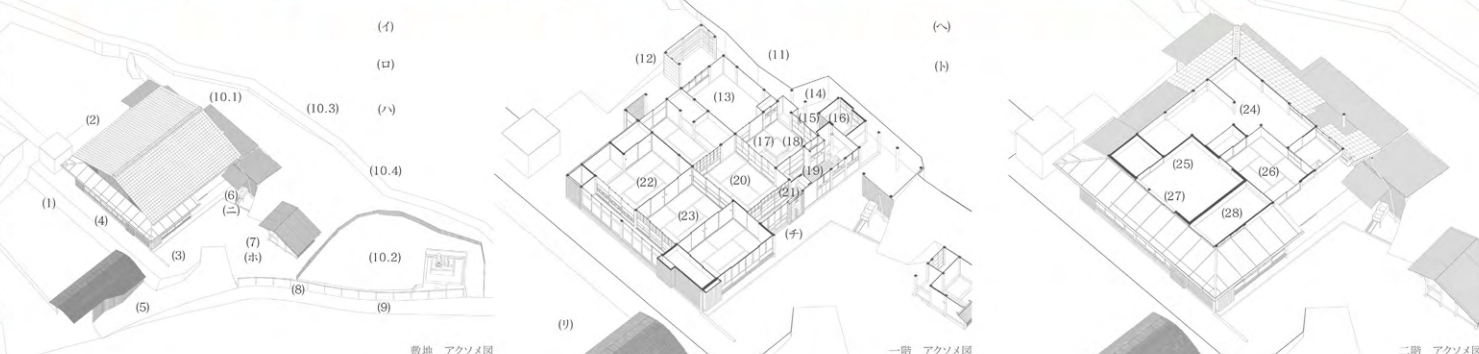 (イ)
(ロ)
(ハ)
(10.1)
(10.3)
(2)
(10.4)
(1)
(4)
(6)
(ニ)
(3)
(7)
(ホ)
(10.2)
(8)
(5)
(9)
敷地 アクソメ図
(ヘ)
(ト)
(11)
(12)
(13)
(14)
(15)
(16)
(17)
(18)
(19)
(20)
(21)
(22)
(23)
(チ)
(リ)
一階 アクソメ図
(24)
(25)
(26)
(27)
(28)
二階 アクソメ図